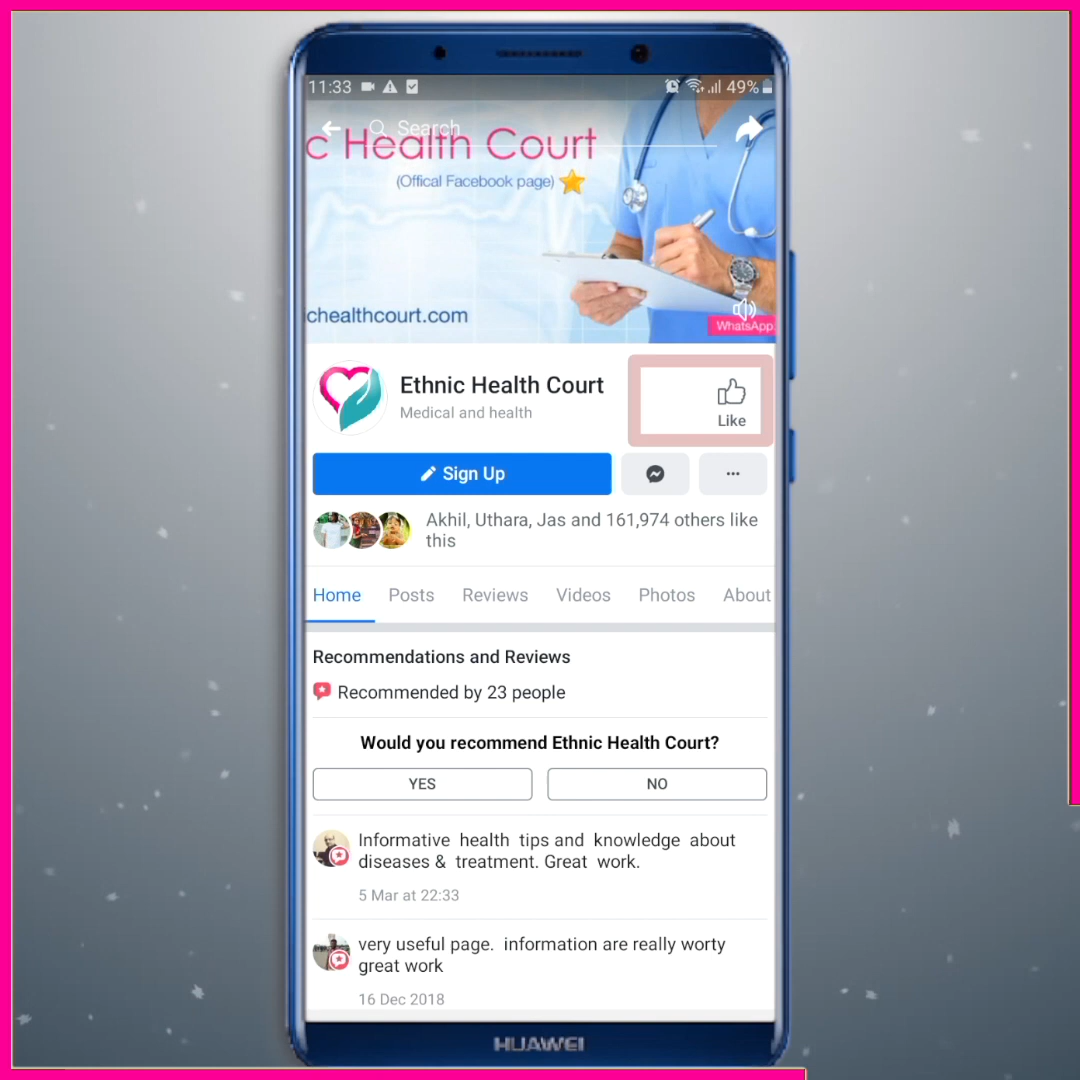 11:33
49%
Search
c Health Court
(Offical Facebook page)
chealthcourt.com
WhatsApp
Ethnic Health Court
Medical and health
Like
Sign Up
Akhil, Uthara, Jas and 161,974 others like
this
Home Posts Reviews Videos Photos About
Recommendations and Reviews
Recommended by 23 people
Would you recommend Ethnic Health Court?
YES NO
Informative health tips and knowledge about
diseases & treatment. Great work.
5 Mar at 22:33
very useful page. information are really worty
great work
16 Dec 2018
HUAWEI